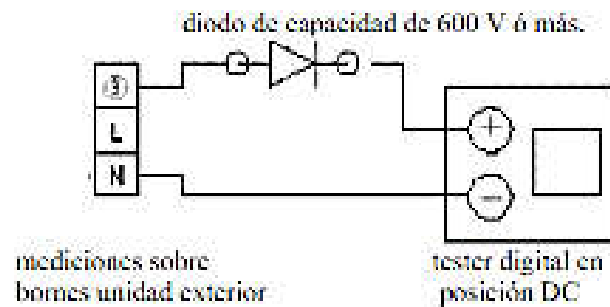 diodo de capacidad de 600 V ó más.
③
L
N
+
−
mediciones sobre
bornes unidad exterior
tester digital en
posición DC